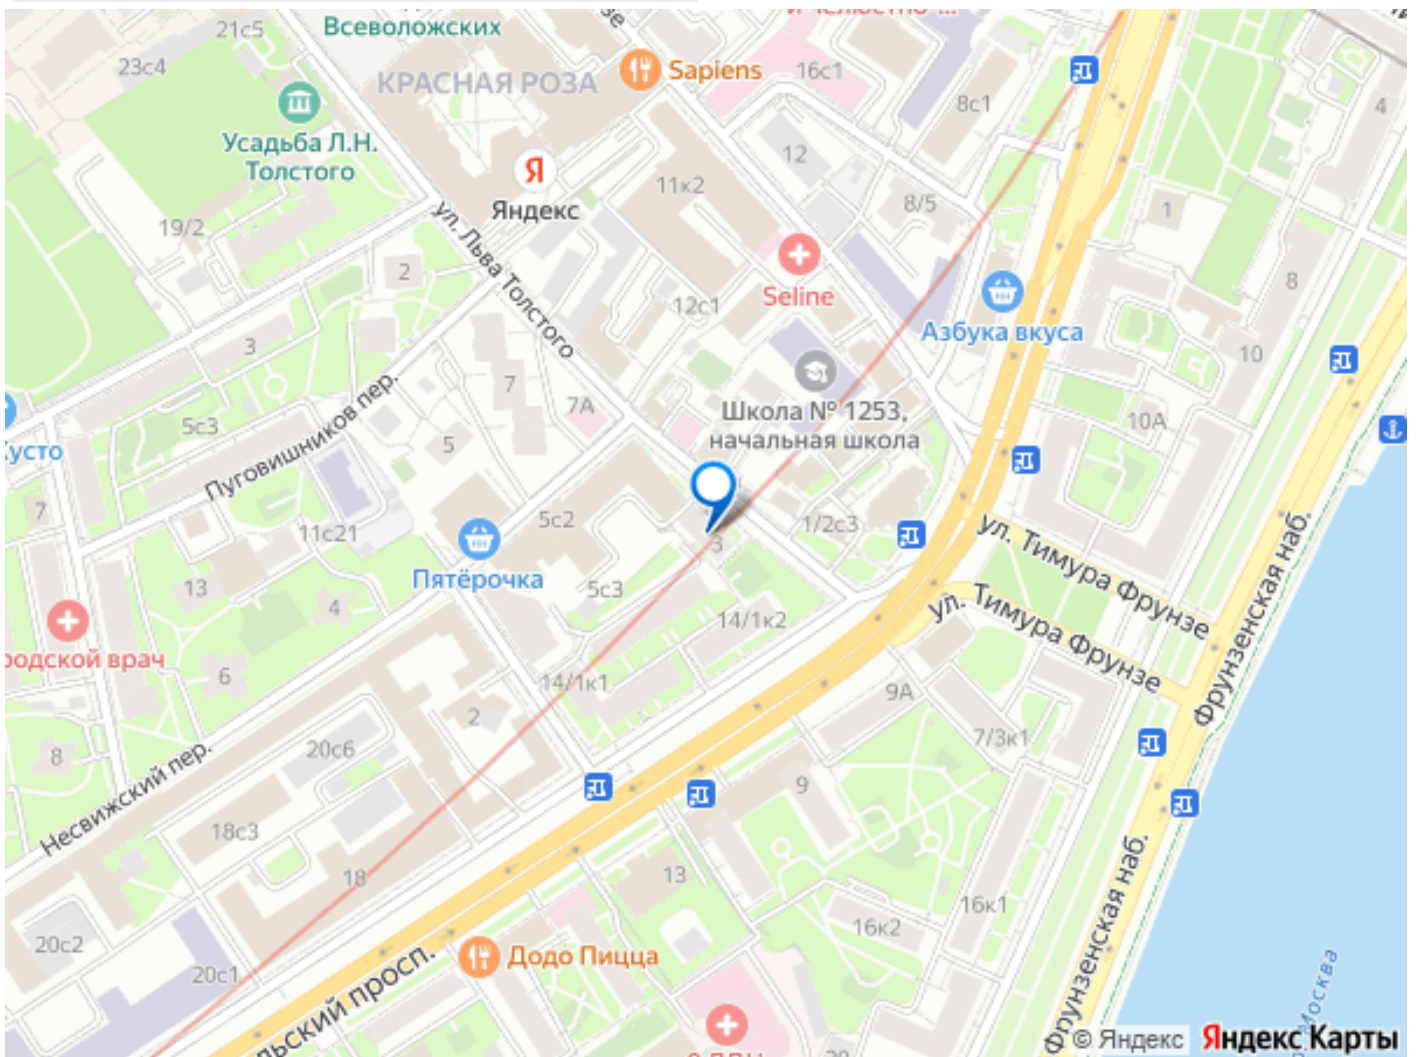 21с5
Всеволожских
23с4
КРАСНАЯ РОЗА
Sapiens
16с1
8с1
4
Усадьба Л.Н.
Толстого
12
11к2
Яндекс
19/2
8/5
1
ул. Льва Толстого
2
Seline
12с1
8
Азбука вкуса
3
10
7
Школа № 1253,
начальная школа
7А
10А
5с3
Пуговишников пер.
5
7
11с21
5с2
1/2с3
3
ул. Тимура Фрунзе
Пятёрочка
13
4
5с3
14/1к2
ул. Тимура Фрунзе
Фрунзенская наб.
6
14/1к1
9А
2
7/3к1
8
20с6
Несвижский пер.
9
18с3
18
13
16к1
16к2
20с2
20с1
Додо Пицца
Фрунзенская наб.
© Яндекс
Яндекс Карты